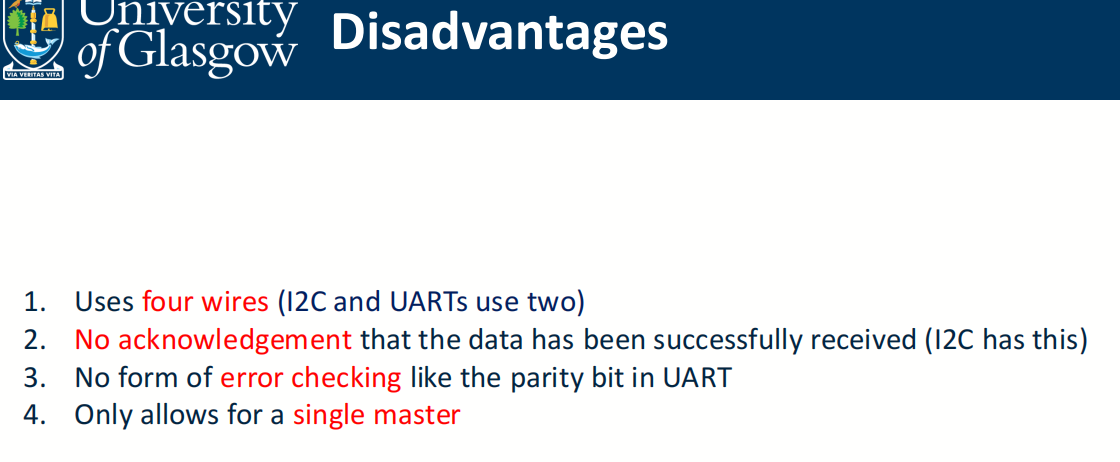 University
of Glasgow
VIA VERITAS VITA
Disadvantages
1. Uses four wires (I2C and UARTs use two)
2. No acknowledgement that the data has been successfully received (I2C has this)
3. No form of error checking like the parity bit in UART
4. Only allows for a single master